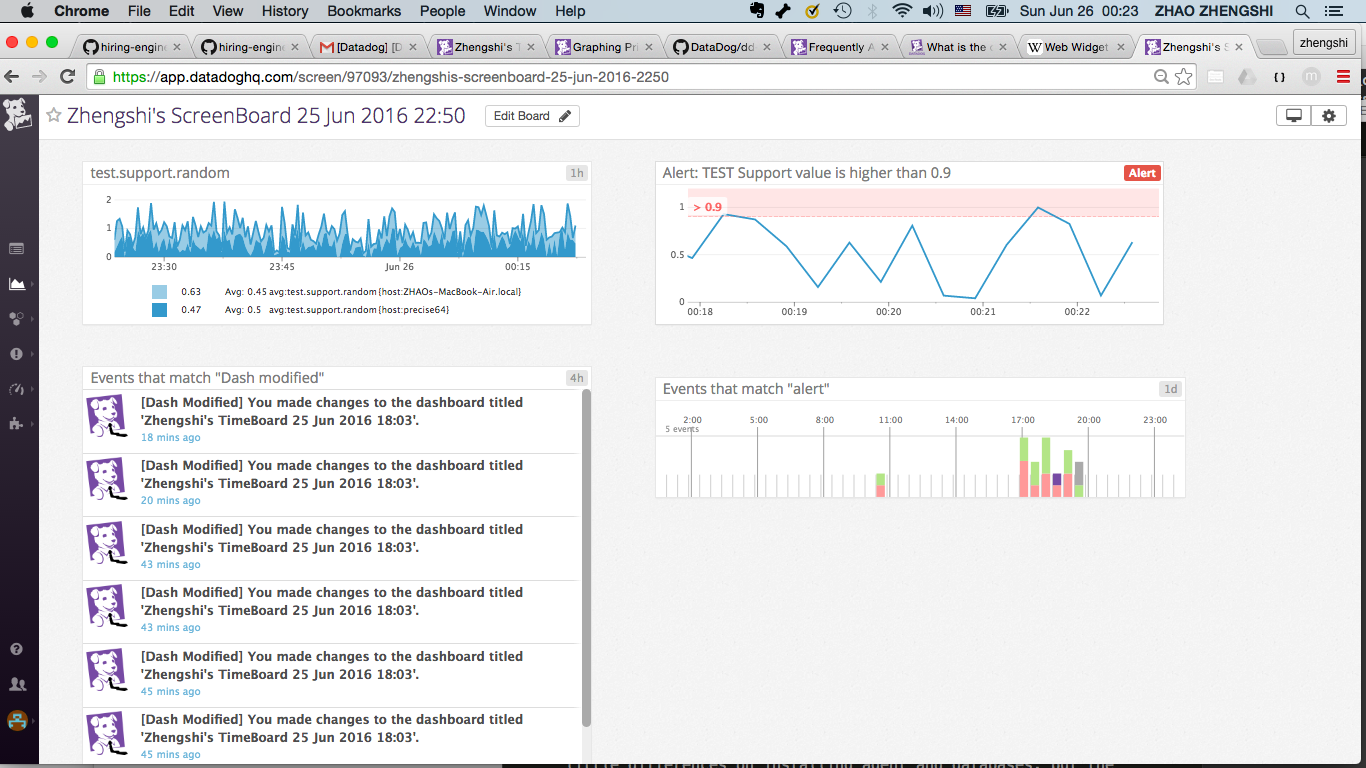 Chrome File Edit View History Bookmarks People Window Help Sun Jun 26 00:23 ZHAO ZHENGSHI
hiring-engine hiring-engine [Datadog] [D Zhengshi's T Graphing Pri DataDog/dd Frequently A What is the Web Widget Zhengshi's S zhengshi
https://app.datadoghq.com/screen/97093/zhengshis-screenboard-25-jun-2016-2250
Zhengshi's ScreenBoard 25 Jun 2016 22:50 Edit Board
test.support.random 1h
2
1
0
23:30 23:45 Jun 26 00:15
0.63 Avg: 0.45 avg:test.support.random{host:ZHAOs-MacBook-Air.local}
0.47 Avg: 0.5 avg:test.support.random{host:precise64}
Alert: TEST Support value is higher than 0.9 Alert
> 0.9
1
0.5
0
00:18 00:19 00:20 00:21 00:22
Events that match "Dash modified" 4h
[Dash Modified] You made changes to the dashboard titled
'Zhengshi's TimeBoard 25 Jun 2016 18:03'.
18 mins ago
[Dash Modified] You made changes to the dashboard titled
'Zhengshi's TimeBoard 25 Jun 2016 18:03'.
20 mins ago
[Dash Modified] You made changes to the dashboard titled
'Zhengshi's TimeBoard 25 Jun 2016 18:03'.
43 mins ago
[Dash Modified] You made changes to the dashboard titled
'Zhengshi's TimeBoard 25 Jun 2016 18:03'.
43 mins ago
[Dash Modified] You made changes to the dashboard titled
'Zhengshi's TimeBoard 25 Jun 2016 18:03'.
45 mins ago
[Dash Modified] You made changes to the dashboard titled
'Zhengshi's TimeBoard 25 Jun 2016 18:03'.
45 mins ago
Events that match "alert" 1d
2:00 5:00 8:00 11:00 14:00 17:00 20:00 23:00
5 events